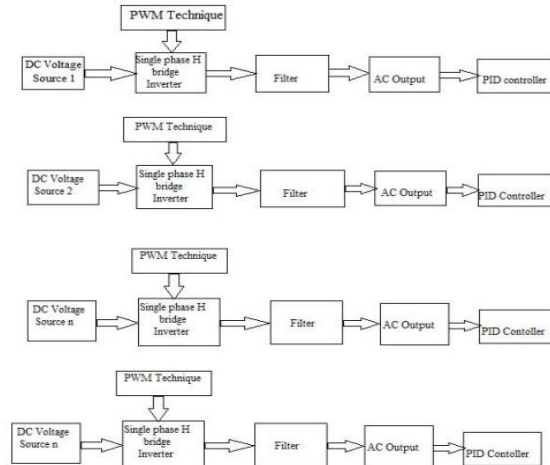 PWM Technique
DC Voltage
Source 1
Single phase H
bridge
Inverter
Filter
AC Output
PID controller
PWM Technique
DC Voltage
Source 2
Single phase H
bridge
Inverter
Filter
AC Output
PID Controller
PWM Technique
DC Voltage
Source n
Single phase H
bridge
Inverter
Filter
AC Output
PID Contoller
PWM Technique
DC Voltage
Source n
Single phase H
bridge
Inverter
Filter
AC Output
PID Controller